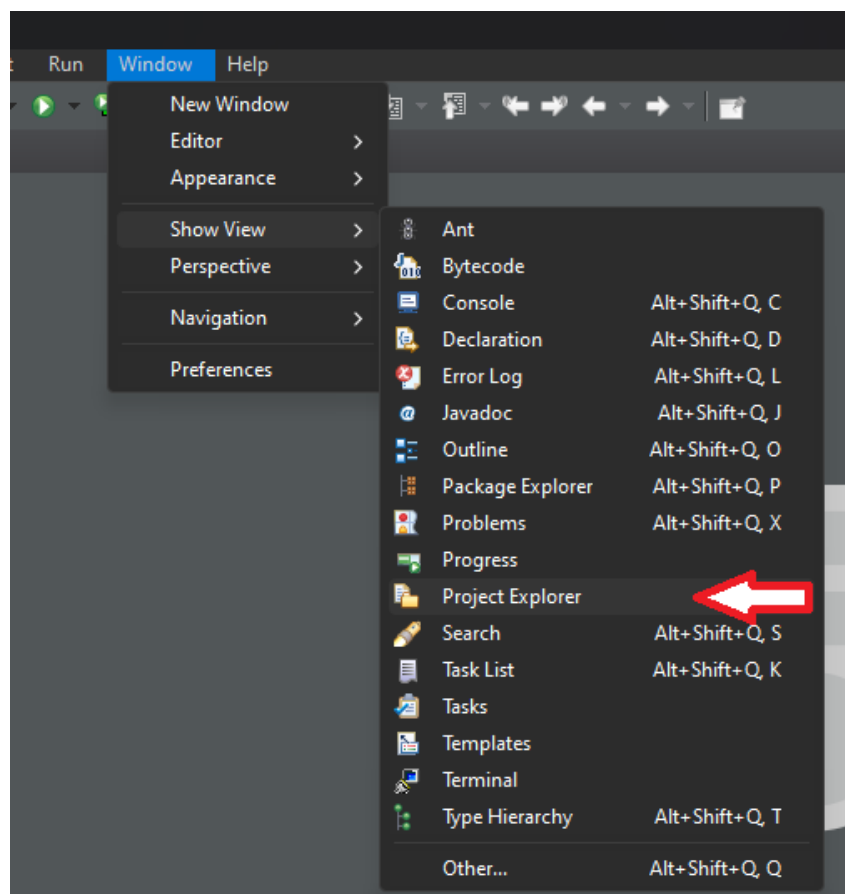 Run Window Help
New Window
Editor
Appearance
Show View
Perspective
Navigation
Preferences
Ant
Bytecode
Console Alt+Shift+Q, C
Declaration Alt+Shift+Q, D
Error Log Alt+Shift+Q, L
Javadoc Alt+Shift+Q, J
Outline Alt+Shift+Q, O
Package Explorer Alt+Shift+Q, P
Problems Alt+Shift+Q, X
Progress
Project Explorer
Search Alt+Shift+Q, S
Task List Alt+Shift+Q, K
Tasks
Templates
Terminal
Type Hierarchy Alt+Shift+Q, T
Other... Alt+Shift+Q, Q